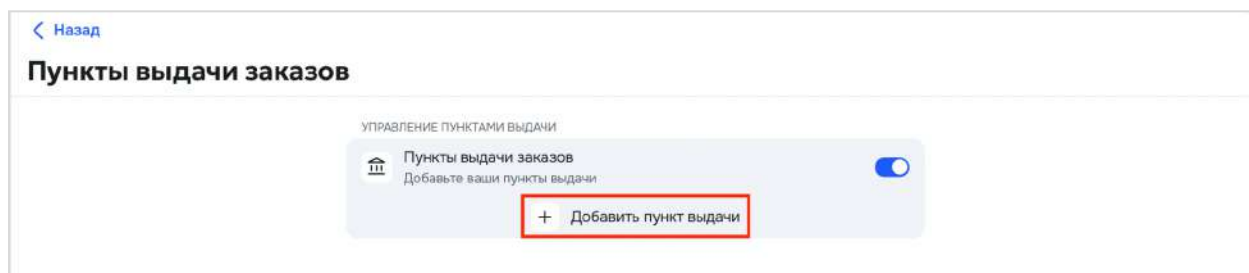 Назад
Пункты выдачи заказов
УПРАВЛЕНИЕ ПУНКТАМИ ВЫДАЧИ
Пункты выдачи заказов
Добавьте ваши пункты выдачи
+ Добавить пункт выдачи